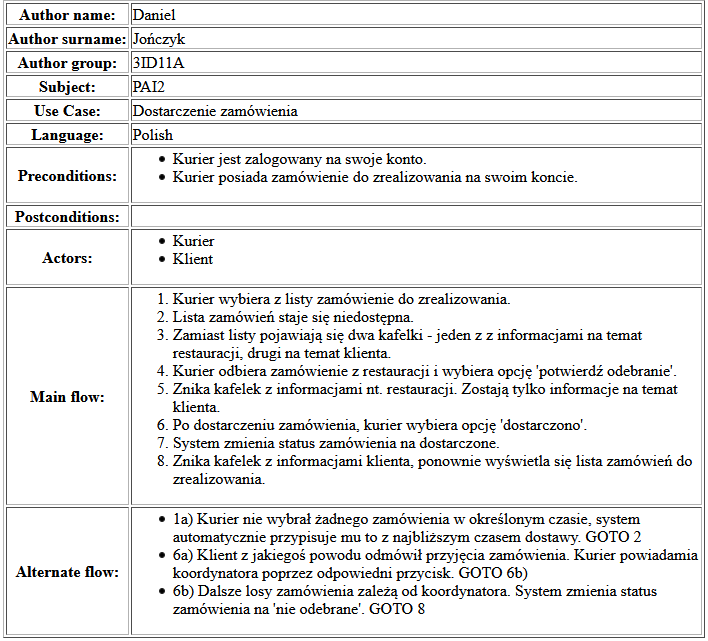 Author name: Daniel
Author surname: Jończyk
Author group: 3ID11A
Subject: PAI2
Use Case: Dostarczenie zamówienia
Language: Polish
Preconditions:
• Kurier jest zalogowany na swoje konto.
• Kurier posiada zamówienie do zrealizowania na swoim koncie.
Postconditions:
Actors:
• Kurier
• Klient
Main flow:
1. Kurier wybiera z listy zamówienie do zrealizowania.
2. Lista zamówień staje się niedostępna.
3. Zamiast listy pojawiają się dwa kafelki - jeden z z informacjami na temat
restauracji, drugi na temat klienta.
4. Kurier odbiera zamówienie z restauracji i wybiera opcję 'potwierdź odebranie'.
5. Znika kafelek z informacjami nt. restauracji. Zostają tylko informacje na temat
klienta.
6. Po dostarczeniu zamówienia, kurier wybiera opcję 'dostarczono'.
7. System zmienia status zamówienia na dostarczone.
8. Znika kafelek z informacjami klienta, ponownie wyświetla się lista zamówień do
zrealizowania.
Alternate flow:
• 1a) Kurier nie wybrał żadnego zamówienia w określonym czasie, system
automatycznie przypisuje mu to z najbliższym czasem dostawy. GOTO 2
• 6a) Klient z jakiegoś powodu odmówił przyjęcia zamówienia. Kurier powiadamia
koordynatora poprzez odpowiedni przycisk. GOTO 6b)
• 6b) Dalsze losy zamówienia zależą od koordynatora. System zmienia status
zamówienia na 'nie odebrane'. GOTO 8